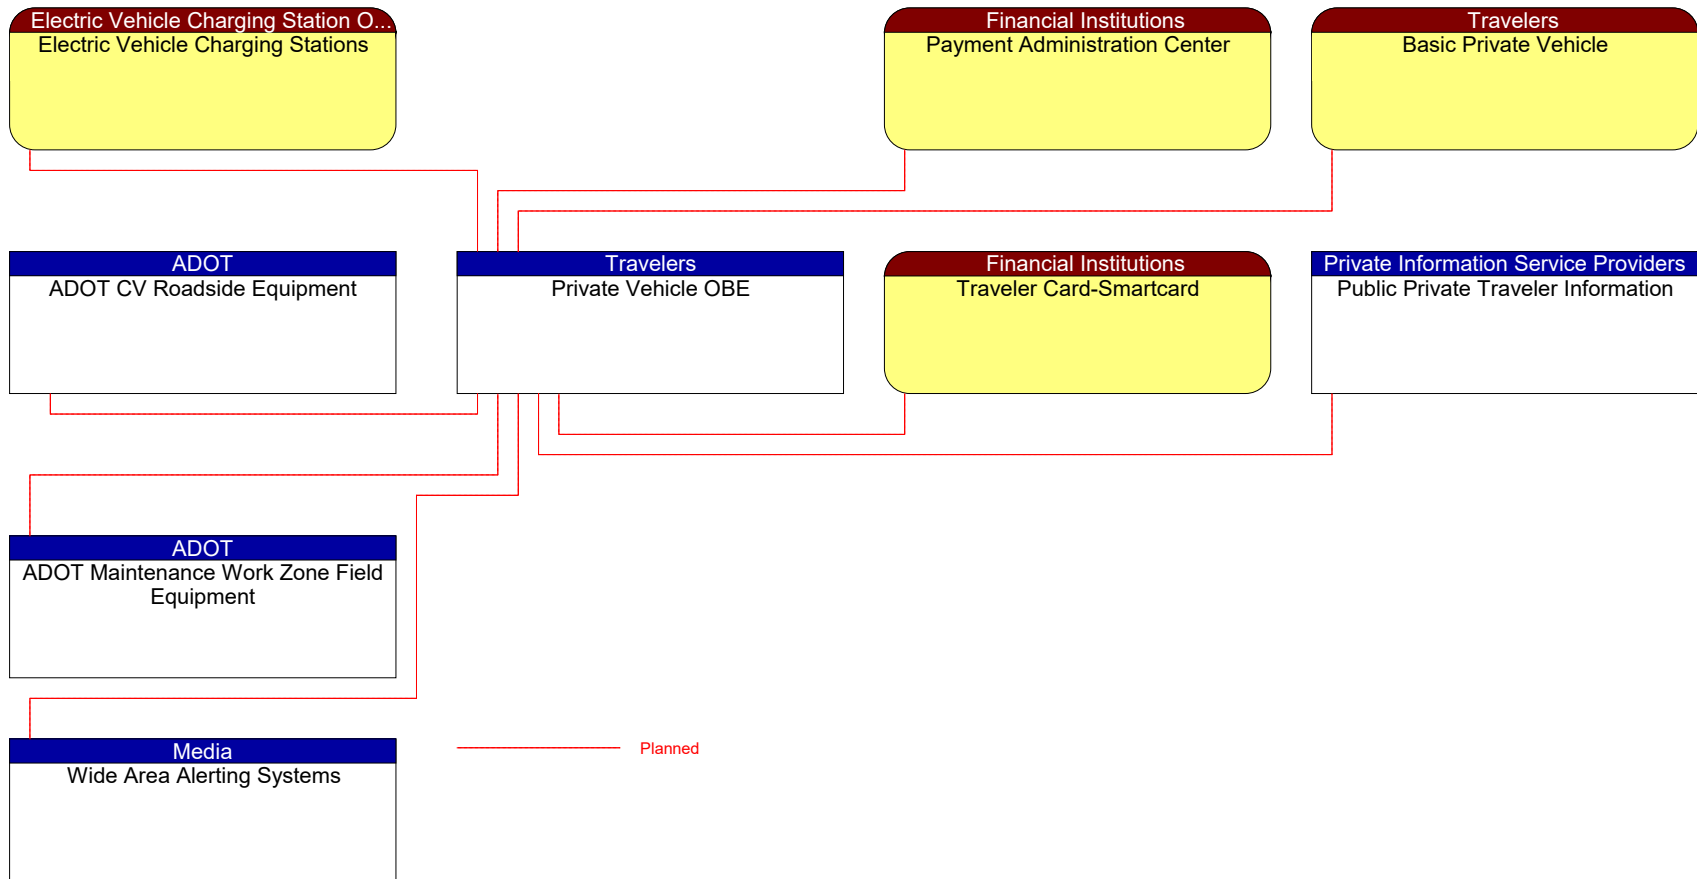 Electric Vehicle Charging Station O...
Electric Vehicle Charging Stations
Financial Institutions
Payment Administration Center
Travelers
Basic Private Vehicle
ADOT
ADOT CV Roadside Equipment
Travelers
Private Vehicle OBE
Financial Institutions
Traveler Card-Smartcard
Private Information Service Providers
Public Private Traveler Information
ADOT
ADOT Maintenance Work Zone Field
Equipment
Media
Wide Area Alerting Systems
Planned